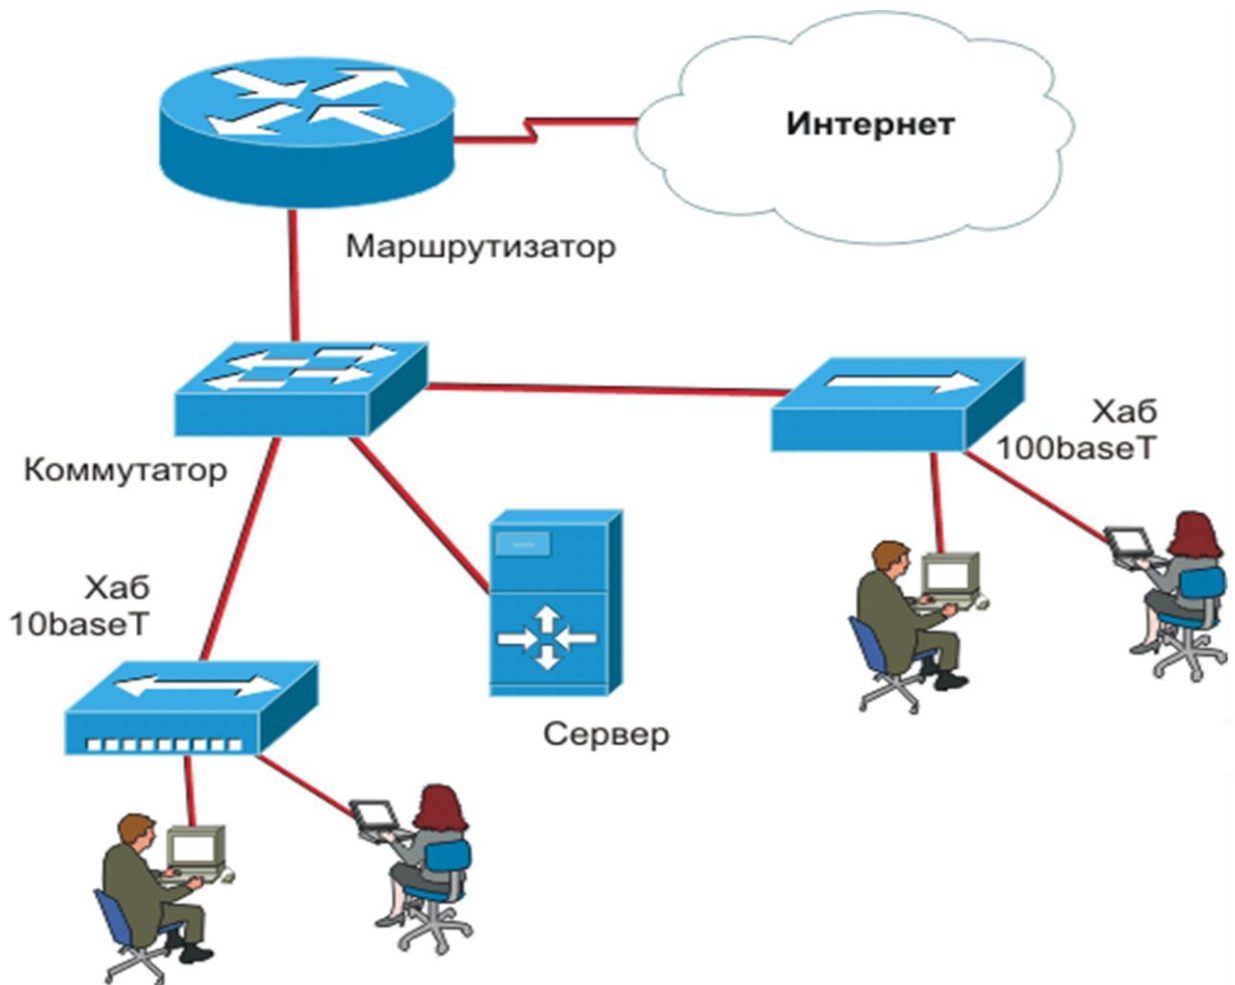 Интернет
Маршрутизатор
Хаб
100baseT
Коммутатор
Хаб
10baseT
Сервер